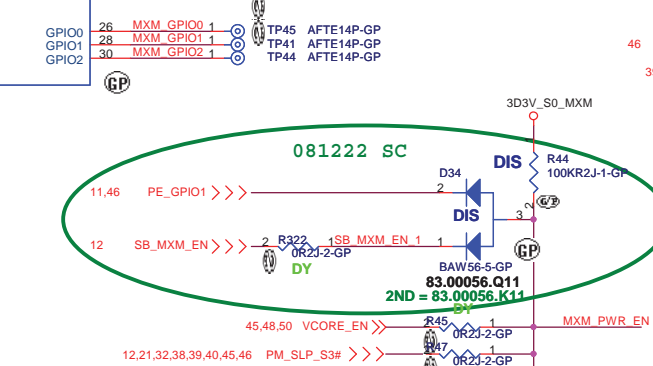 GPIO0 26 MXM_GPIO0 1 TP45 AFTE14P-GP
GPIO1 28 MXM_GPIO1 1 TP41 AFTE14P-GP
GPIO2 30 MXM_GPIO2 1 TP44 AFTE14P-GP
46
39
GP
3D3V_S0_MXM
081222 SC
DIS R44
100KR2J-1-GP
D34
11,46 PE_GPIO1 2
2 G/P
DIS 3
12 SB_MXM_EN 2 R322 1 SB_MXM_EN_1 1
0R2J-2-GP
GP
DY
BAW56-5-GP
83.00056.Q11
2ND = 83.00056.K11
DY
45,48,50 VCORE_EN 2 R45 1 MXM_PWR_EN
0R2J-2-GP
12,21,32,38,39,40,45,46 PM_SLP_S3# R47 1
0R2J-2-GP